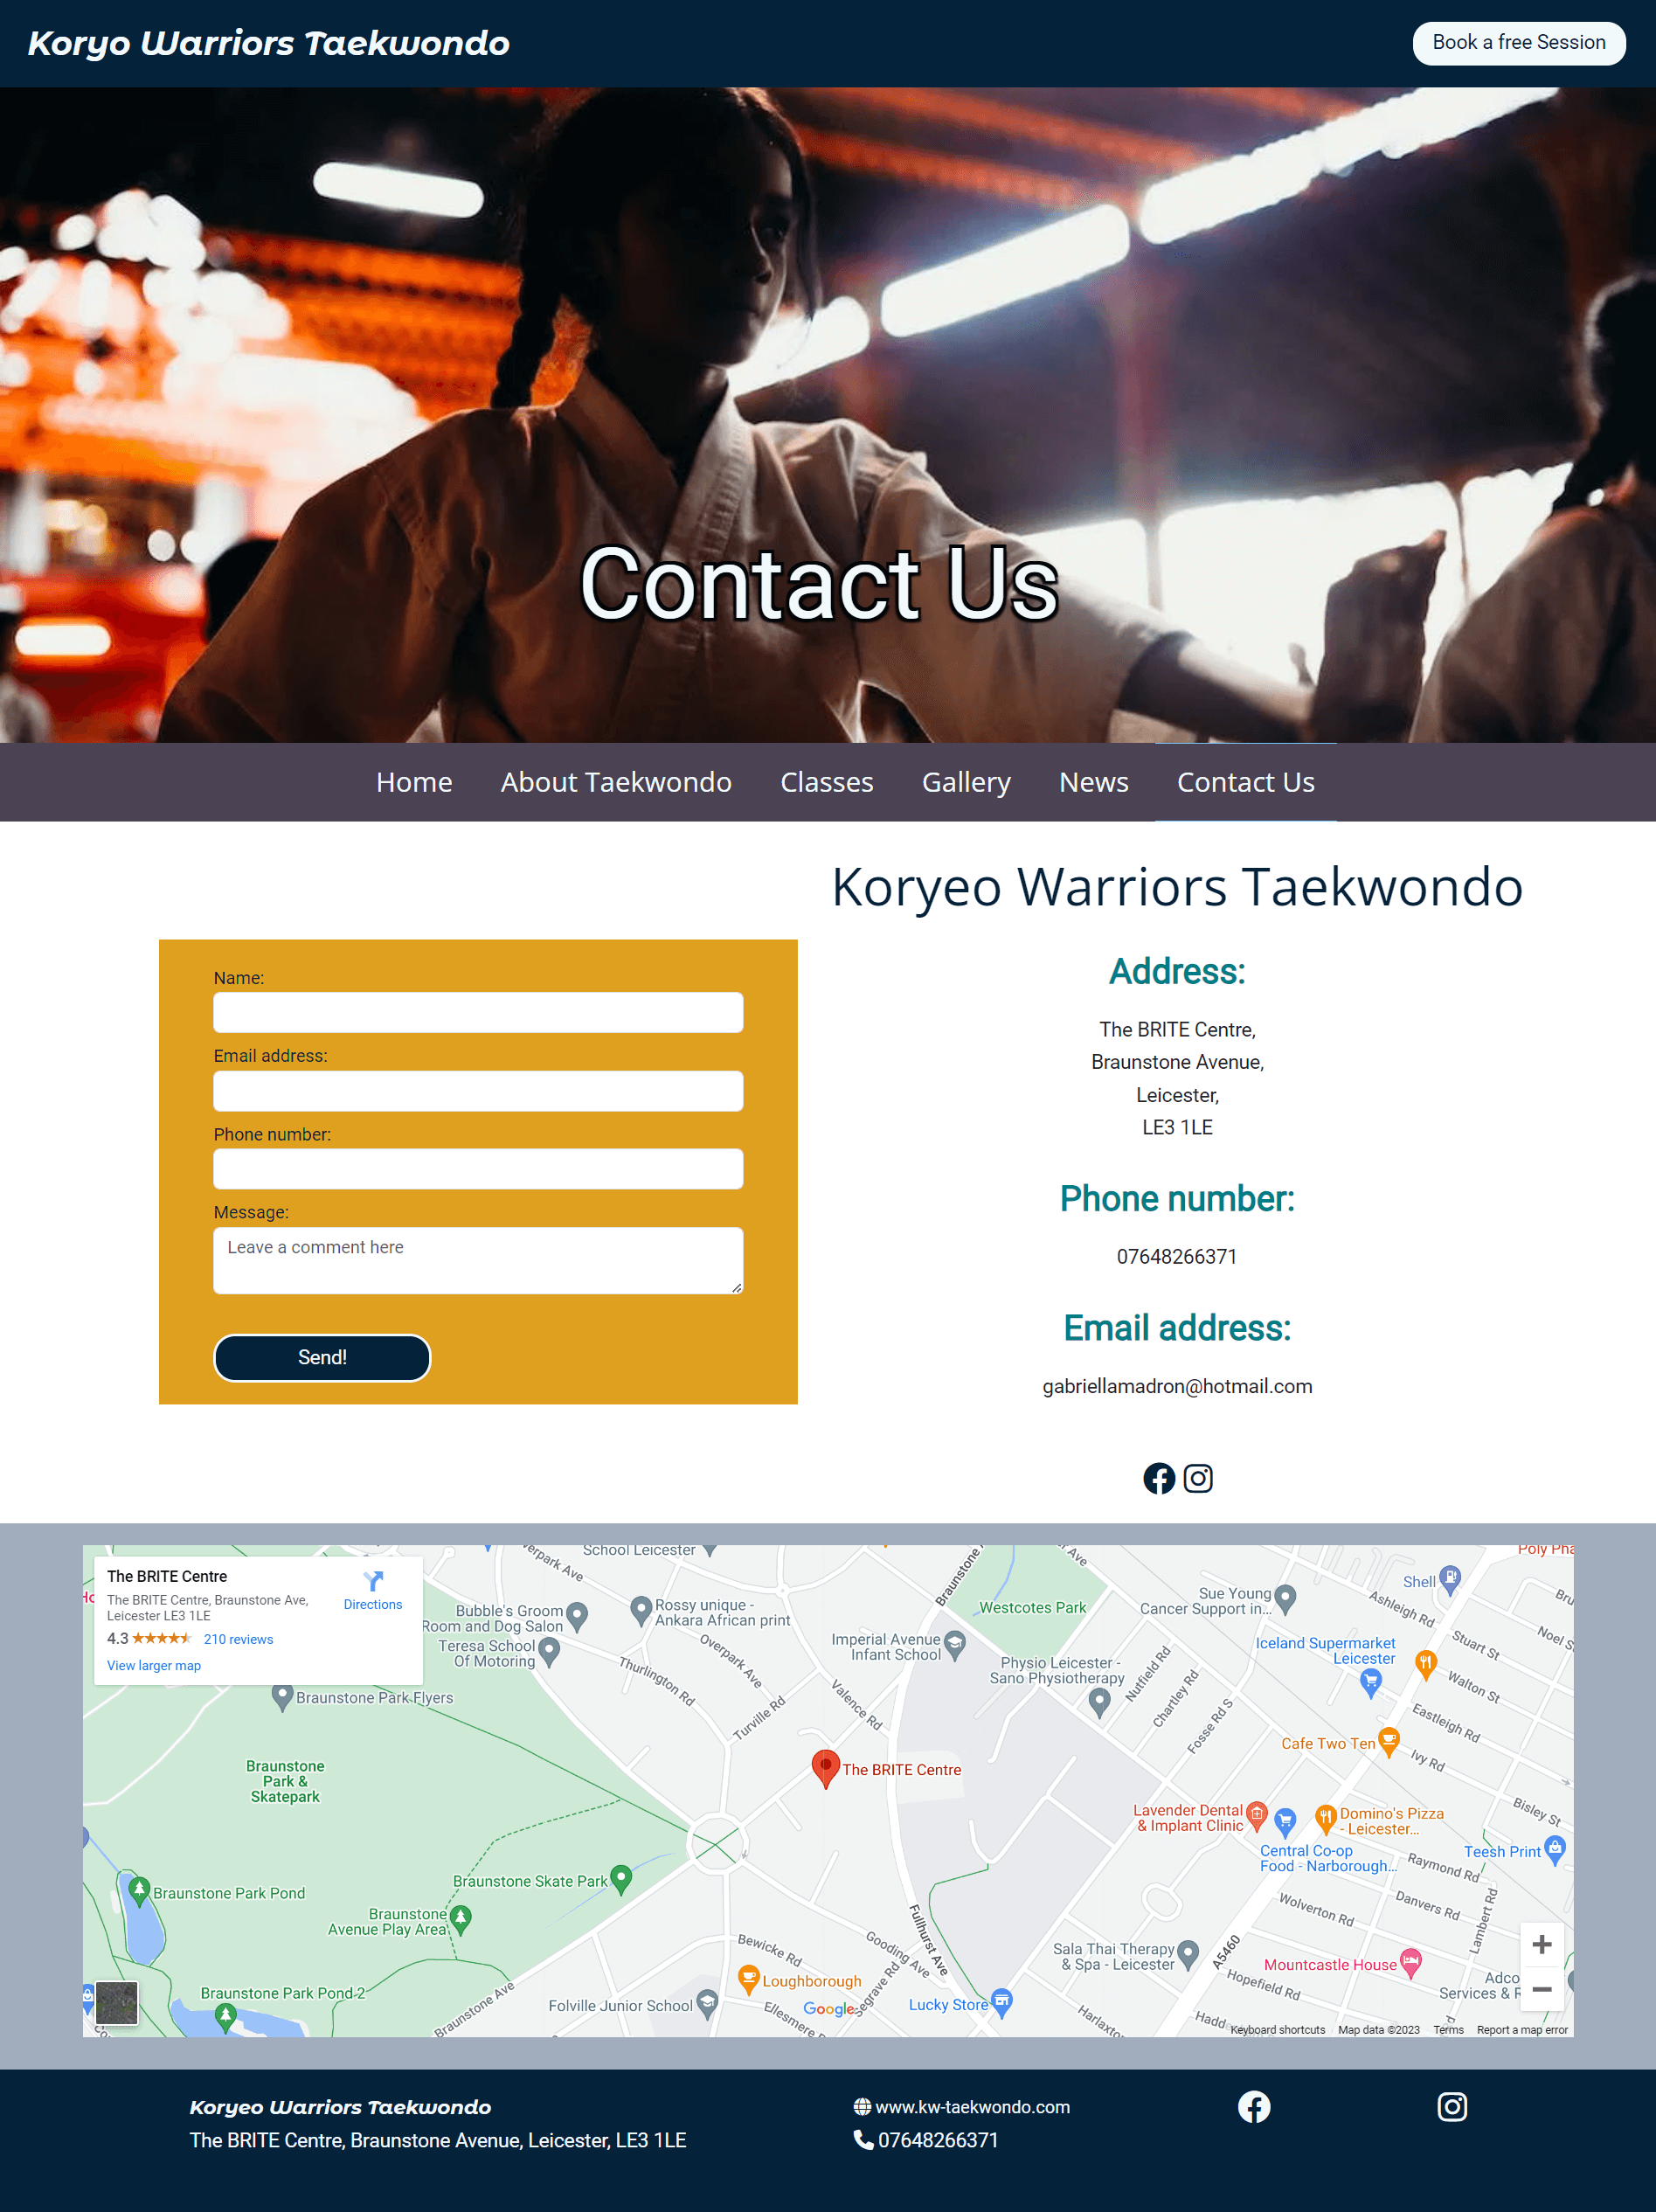 Koryo Warriors Taekwondo
Book a free Session
Contact Us
Home About Taekwondo Classes Gallery News Contact Us
Koryeo Warriors Taekwondo
Name:
Email address:
Phone number:
Message:
Leave a comment here
Send!
Address:
The BRITE Centre,
Braunstone Avenue,
Leicester,
LE3 1LE
Phone number:
07648266371
Email address:
gabriellamadron@hotmail.com
The BRITE Centre
The BRITE Centre, Braunstone Ave,
Leicester LE3 1LE
4.3 210 reviews
View larger map
Directions
School Leicester
Bubble's Groom
Room and Dog Salon
Teresa School
Of Motoring
Rossy unique -
Ankara African print
Overpark Ave
Thurlington Rd
Turville Rd
Valence Rd
Imperial Avenue
Infant School
Westcotes Park
Physio Leicester -
Sano Physiotherapy
Sue Young
Cancer Support in...
Shell
Ashleigh Rd
Stuart St
Walton St
Iceland Supermarket
Leicester
Nutfield Rd
Chartley Rd
Fosse Rd S
Eastleigh Rd
Ivy Rd
Cafe Two Ten
Braunstone Park Flyers
Braunstone
Park &
Skatepark
The BRITE Centre
Lavender Dental
& Implant Clinic
Domino's Pizza
- Leicester...
Central Co-op
Food - Narborough...
Bisley St
Teesh Print
Raymond Rd
Danvers Rd
Wolverton Rd
Lambert Rd
Braunstone Skate Park
Braunstone Park Pond
Braunstone
Avenue Play Area
Braunstone Park Pond 2
Braunstone Ave
Bewicke Rd
Gooding Ave
Fullhurst Ave
Segrave Rd
Loughborough
Folville Junior School
Google
Lucky Store
Sala Thai Therapy
& Spa - Leicester
A5460
Mountcastle House
Hopefield Rd
Keyboard shortcuts Map data ©2023 Terms Report a map error
Koryeo Warriors Taekwondo
The BRITE Centre, Braunstone Avenue, Leicester, LE3 1LE
www.kw-taekwondo.com
07648266371